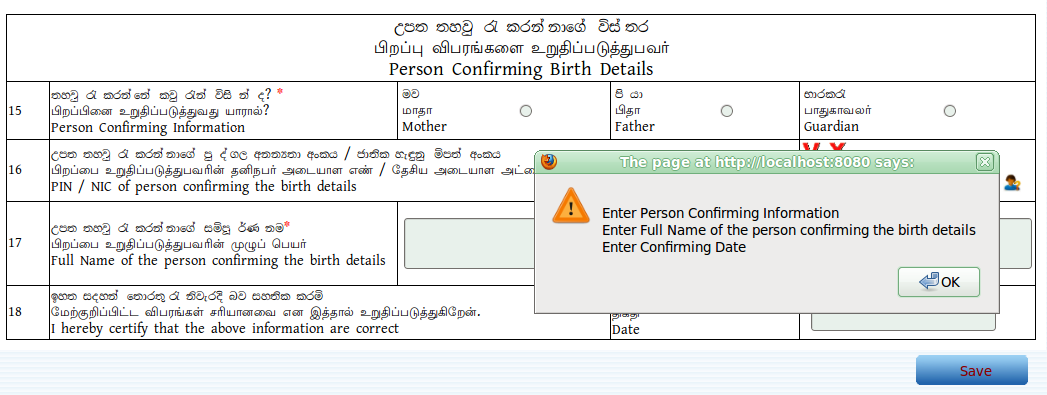 උපත තහවු රු කරන්නාගේ විස්තර
பிறப்பு விபரங்களை உறுதிப்படுத்துபவர்
Person Confirming Birth Details
15
තහවු රු කරන්නේ කවු රුන් විසි න් ද? *
பிறப்பினை உறுதிப்படுத்துவது யாரால்?
Person Confirming Information
මව
மாதா
Mother
පි යා
பிதா
Father
භාරකරු
பாதுகாவலர்
Guardian
16
උපත තහවු රු කරන්නාගේ පු ද්ගල අනන්‍යතා අංකය / ජාතික හැඳුනු ම්පත් අංකය
பிறப்பை உறுதிப்படுத்துபவரின் தனிநபர் அடையாள எண் / தேசிய அடையாள
PIN / NIC of person confirming the birth details
V X
17
උපත තහවු රු කරන්නාගේ සම්පු ර්ණ නම*
பிறப்பை உறுதிப்படுத்துபவரின் முழுப் பெயர்
Full Name of the person confirming the birth details
18
ඉහත සදහන් තොරතු රු නිවැරදි බව සහතික කරමි
மேற்குறிப்பிட்ட விபரங்கள் சரியானவை என இத்தால் உறுதிப்படுத்துகிறேன்.
I hereby certify that the above information are correct
Date
The page at http://localhost:8080 says:
Enter Person Confirming Information
Enter Full Name of the person confirming the birth details
Enter Confirming Date
OK
Save